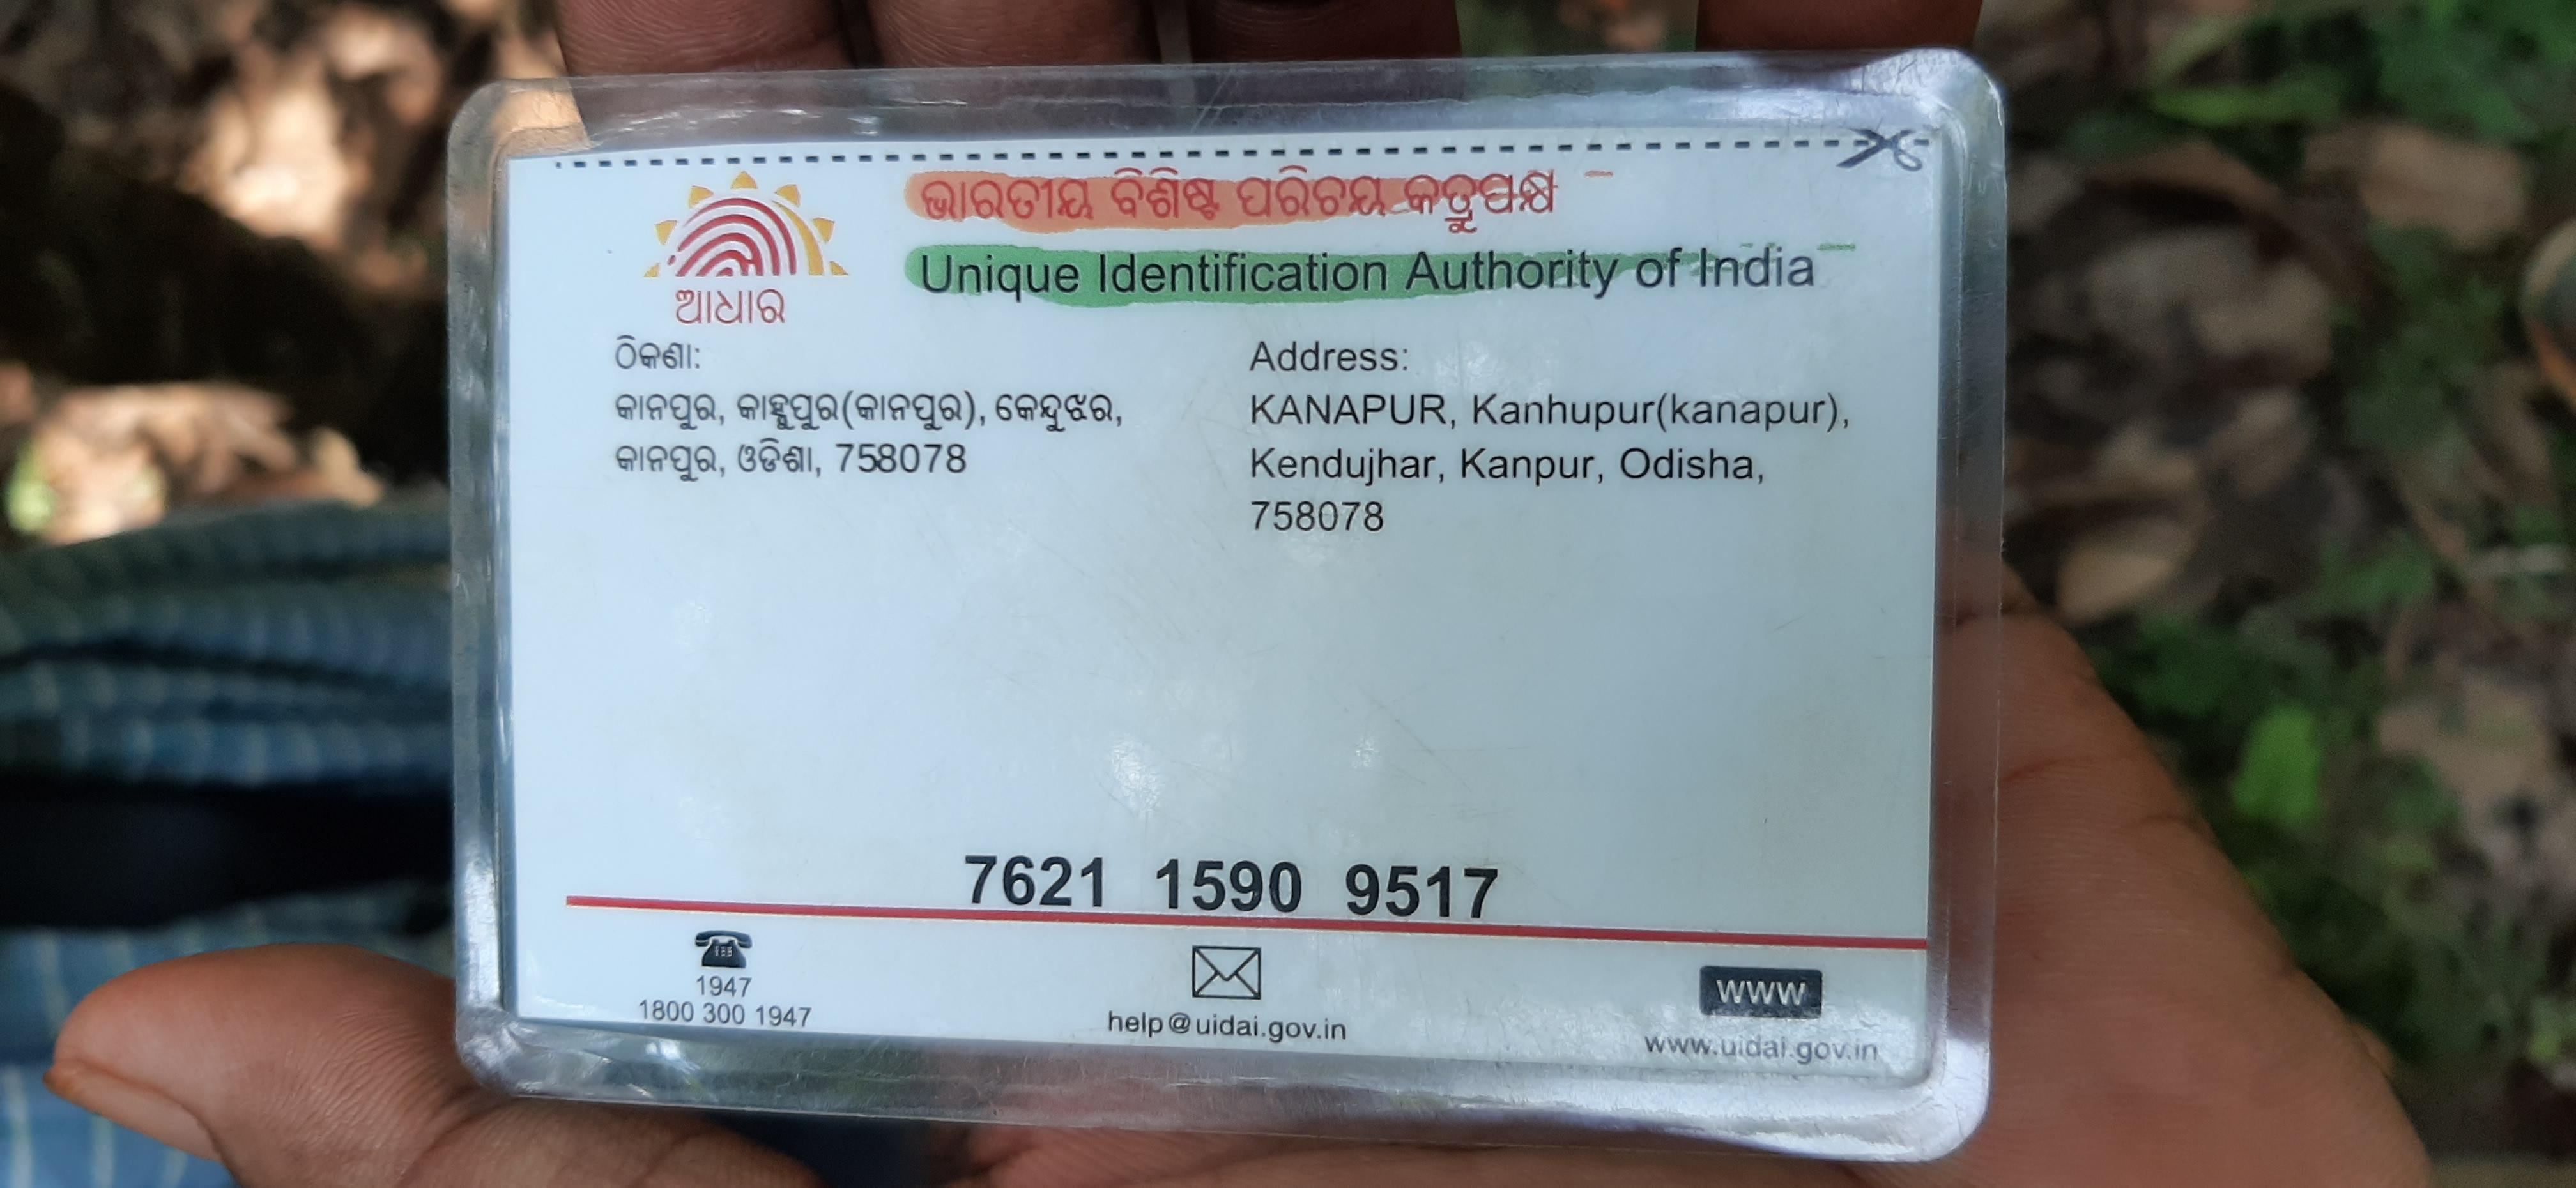 ଭାରତୀୟ ବିଶିଷ୍ଟ ପରିଚୟ କତ୍ରୁପକ୍ଷ
Unique Identification Authority of India
ଆଧାର
ଠିକଣା:
କାନପୁର, କାହ୍ନୁପୁର(କାନପୁର), କେନ୍ଦୁଝର,
କାନପୁର, ଓଡିଶା, 758078
Address:
KANAPUR, Kanhupur(kanapur),
Kendujhar, Kanpur, Odisha,
758078
7621 1590 9517
1947
1800 300 1947
help@uidai.gov.in
www
www.uidai.gov.in